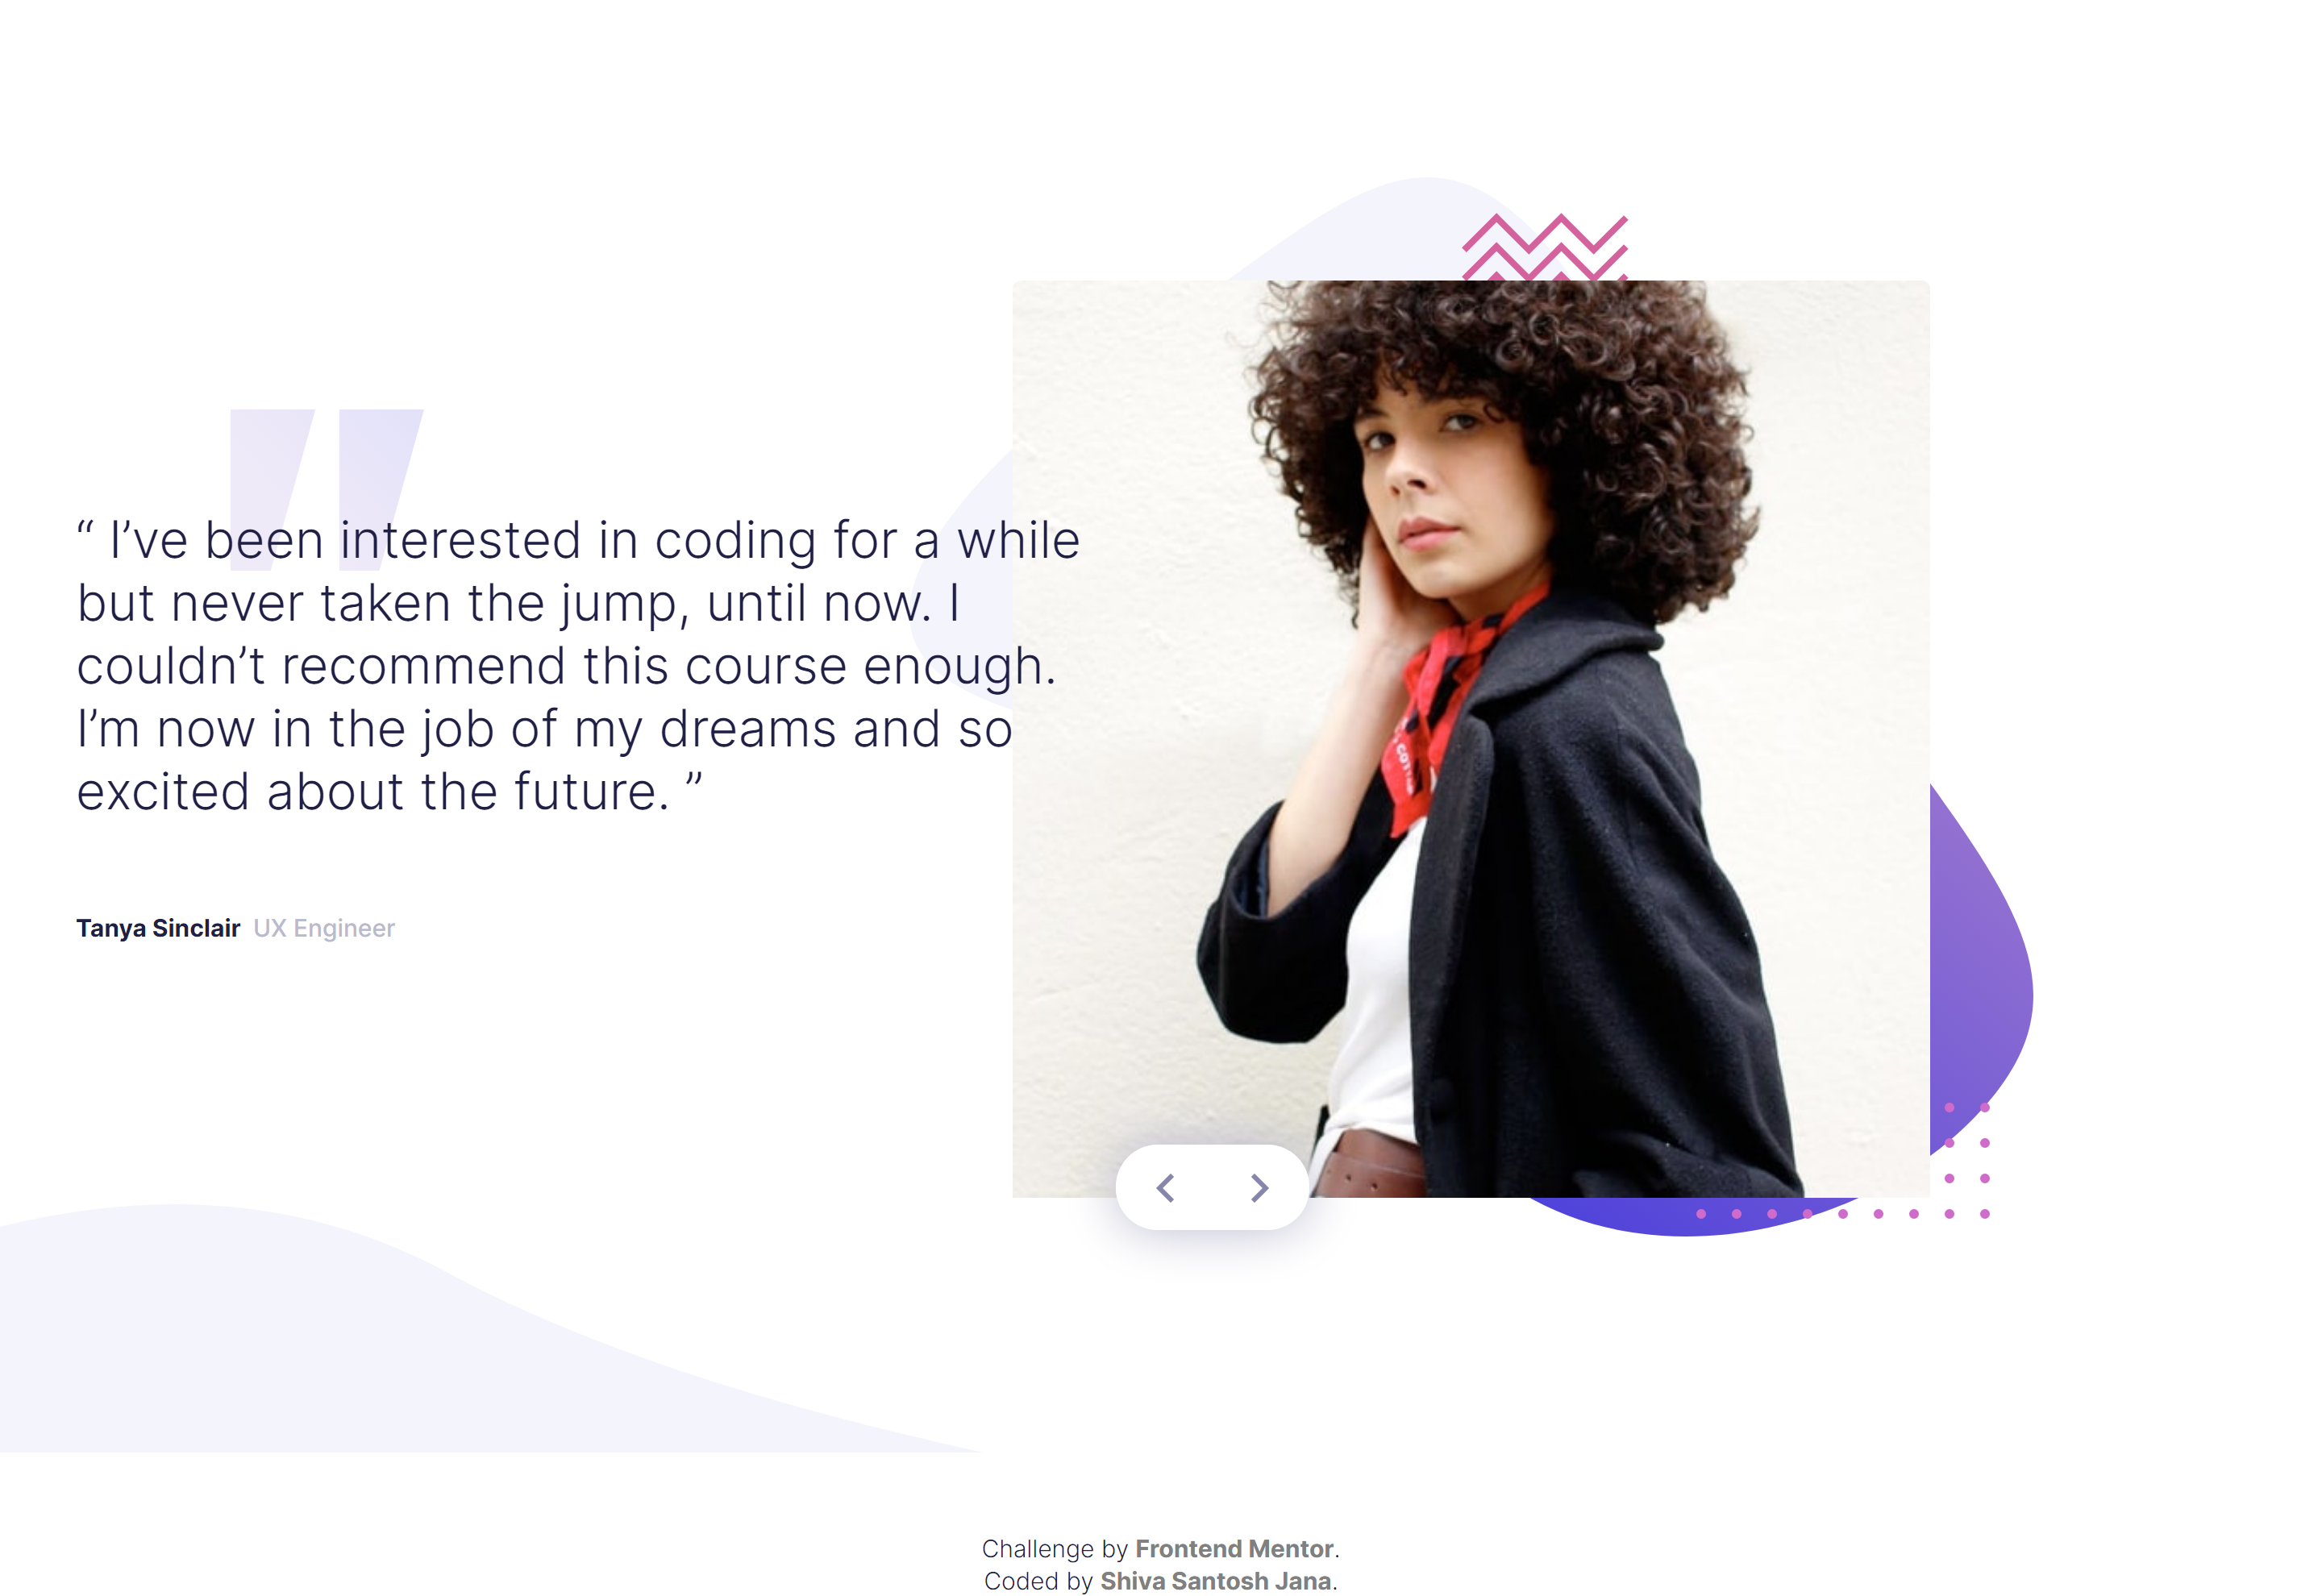 “ I’ve been interested in coding for a while
but never taken the jump, until now. I
couldn’t recommend this course enough.
I’m now in the job of my dreams and so
excited about the future. ”
Tanya Sinclair UX Engineer
Challenge by Frontend Mentor.
Coded by Shiva Santosh Jana.